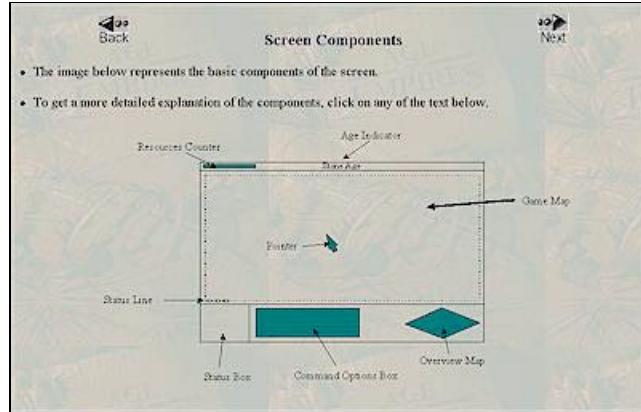 Back
Next
Screen Components
The image below represents the basic components of the screen.
To get a more detailed explanation of the components, click on any of the text below.
Age Indicator
Resources Counter
Stone Age
Game Map
Pointer
Status Line
Overview Map
Status Box
Command Options Box